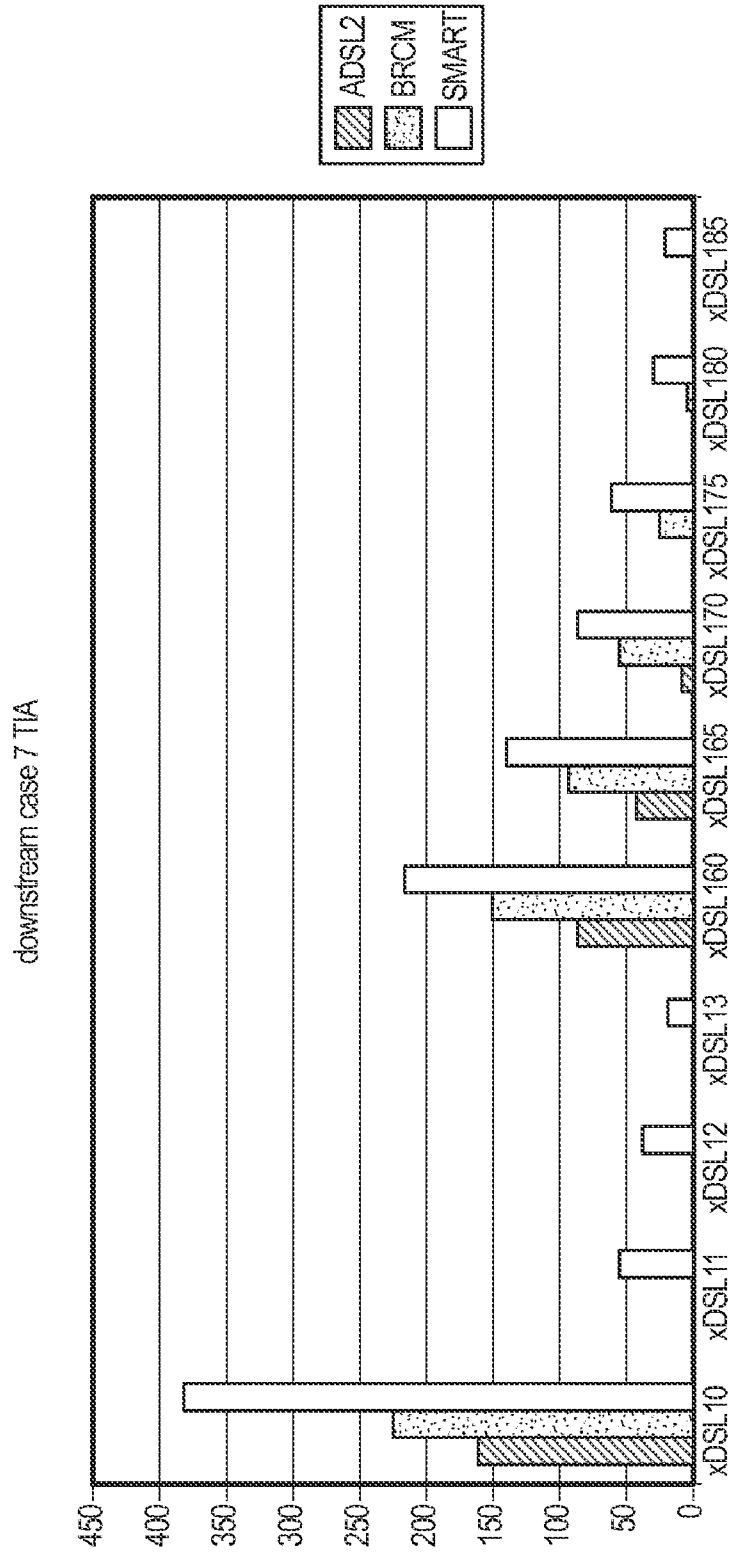 downstream case 7 TIA
450
400
350
300
250
200
150
100
50
0
xDSL10
xDSL11
xDSL12
xDSL13
xDSL160
xDSL165
xDSL170
xDSL175
xDSL180
xDSL185
ADSL2
BRCM
SMART